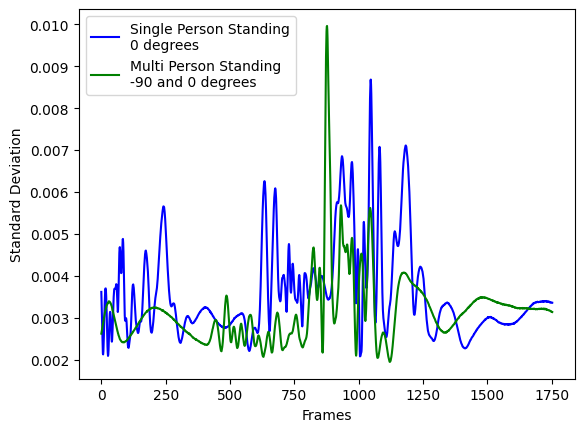 Single Person Standing
0 degrees
Multi Person Standing
-90 and 0 degrees
Standard Deviation
0.010
0.009
0.008
0.007
0.006
0.005
0.004
0.003
0.002
0
250
500
750
1000
1250
1500
1750
Frames